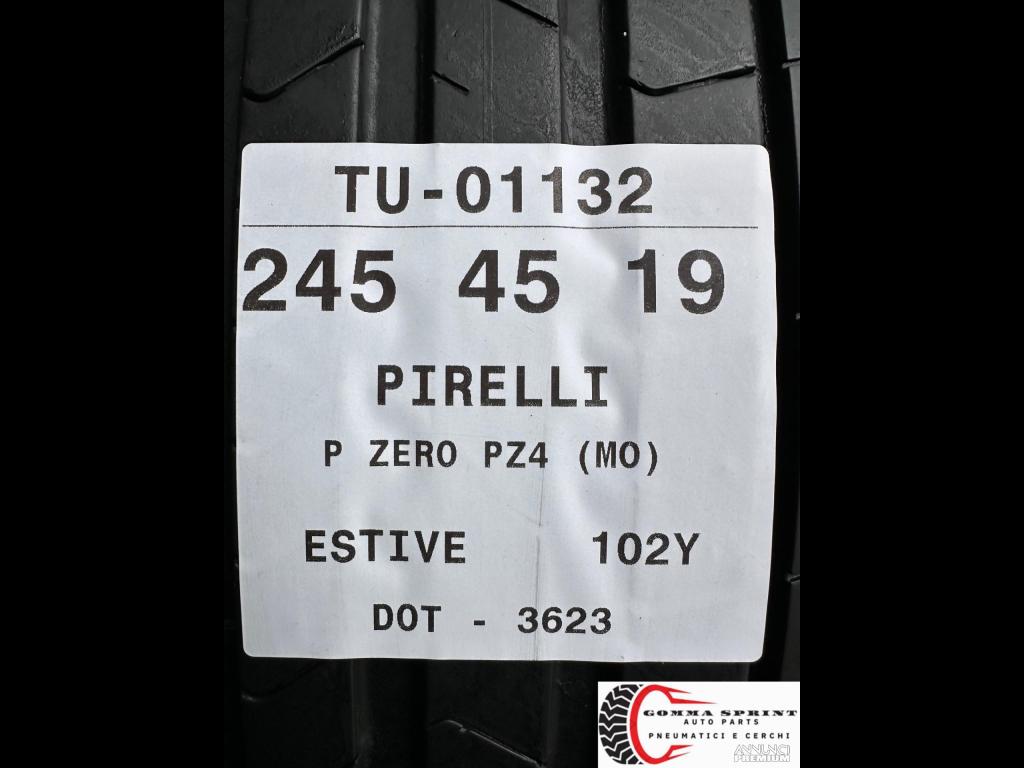 TU-01132
245 45 19
PIRELLI
P ZERO PZ4 (MO)
ESTIVE 102Y
DOT - 3623
GOMMA SPRINT
AUTO PARTS
PNEUMATICI E CERCHI
ANNUNCI
PREMIUM